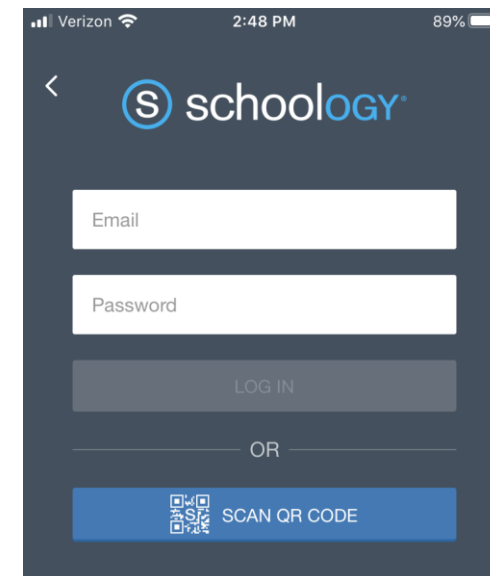 Verizon 2:48 PM 89%
S schoology®
Email
Password
LOG IN
OR
S SCAN QR CODE